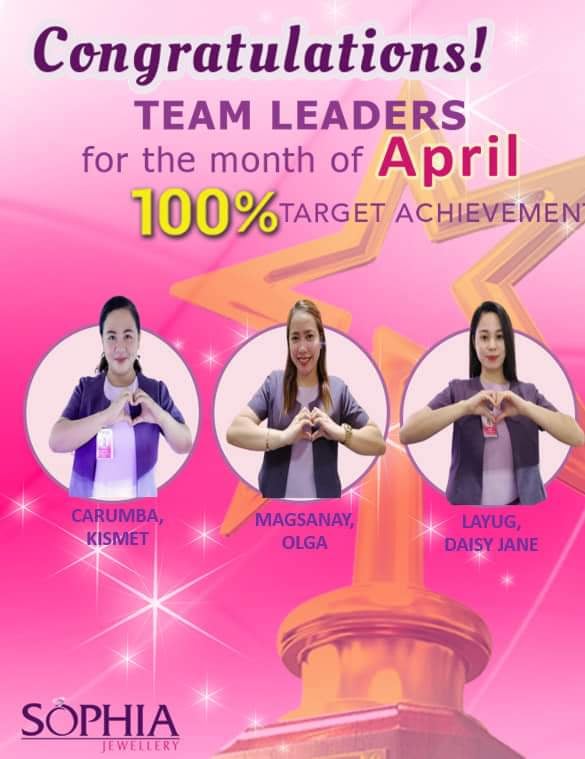 Congratulations!
TEAM LEADERS
for the month of April
100% TARGET ACHIEVEMENT
CARUMBA,
KISMET
MAGSANAY,
OLGA
LAYUG,
DAISY JANE
SOPHIA
JEWELLERY